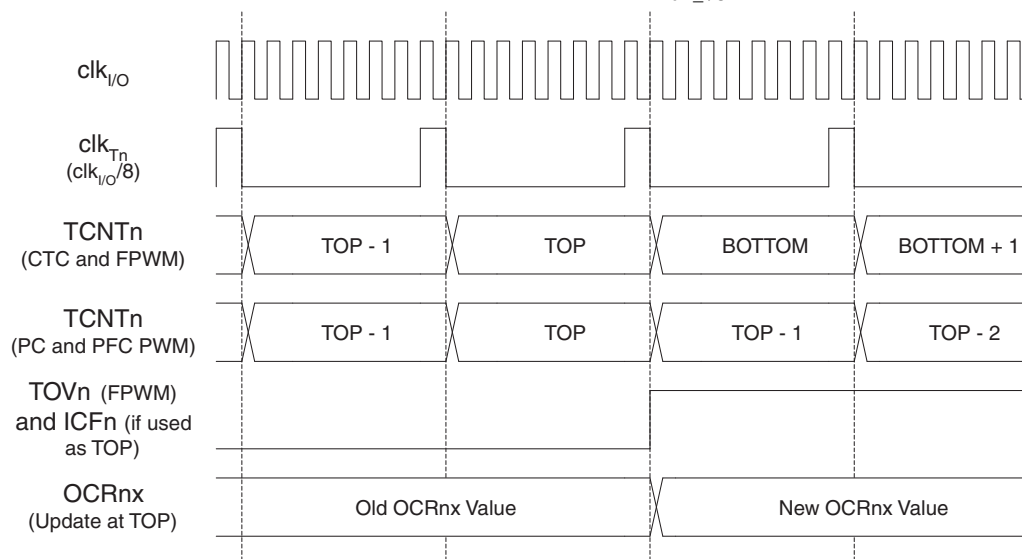 clkI/O
clkTn
(clkI/O/8)
TCNTn
(CTC and FPWM)
TOP - 1
TOP
BOTTOM
BOTTOM + 1
TCNTn
(PC and PFC PWM)
TOP - 1
TOP
TOP - 1
TOP - 2
TOVn (FPWM)
and ICFn (if used
as TOP)
OCRnx
(Update at TOP)
Old OCRnx Value
New OCRnx Value